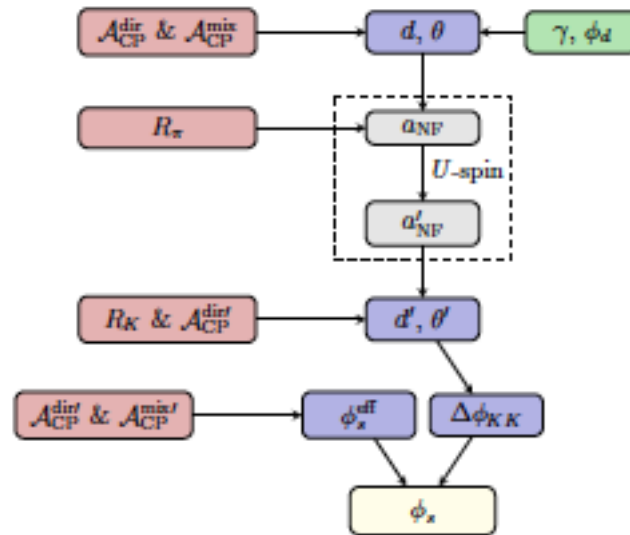 𝒜_CP^dir & 𝒜_CP^mix d, θ γ, ϕ_d
R_π a_NF
U-spin
a′_NF
R_K & 𝒜_CP^dir′ d′, θ′
𝒜_CP^dir′ & 𝒜_CP^mix′ ϕ_s^eff Δϕ_KK
ϕ_s